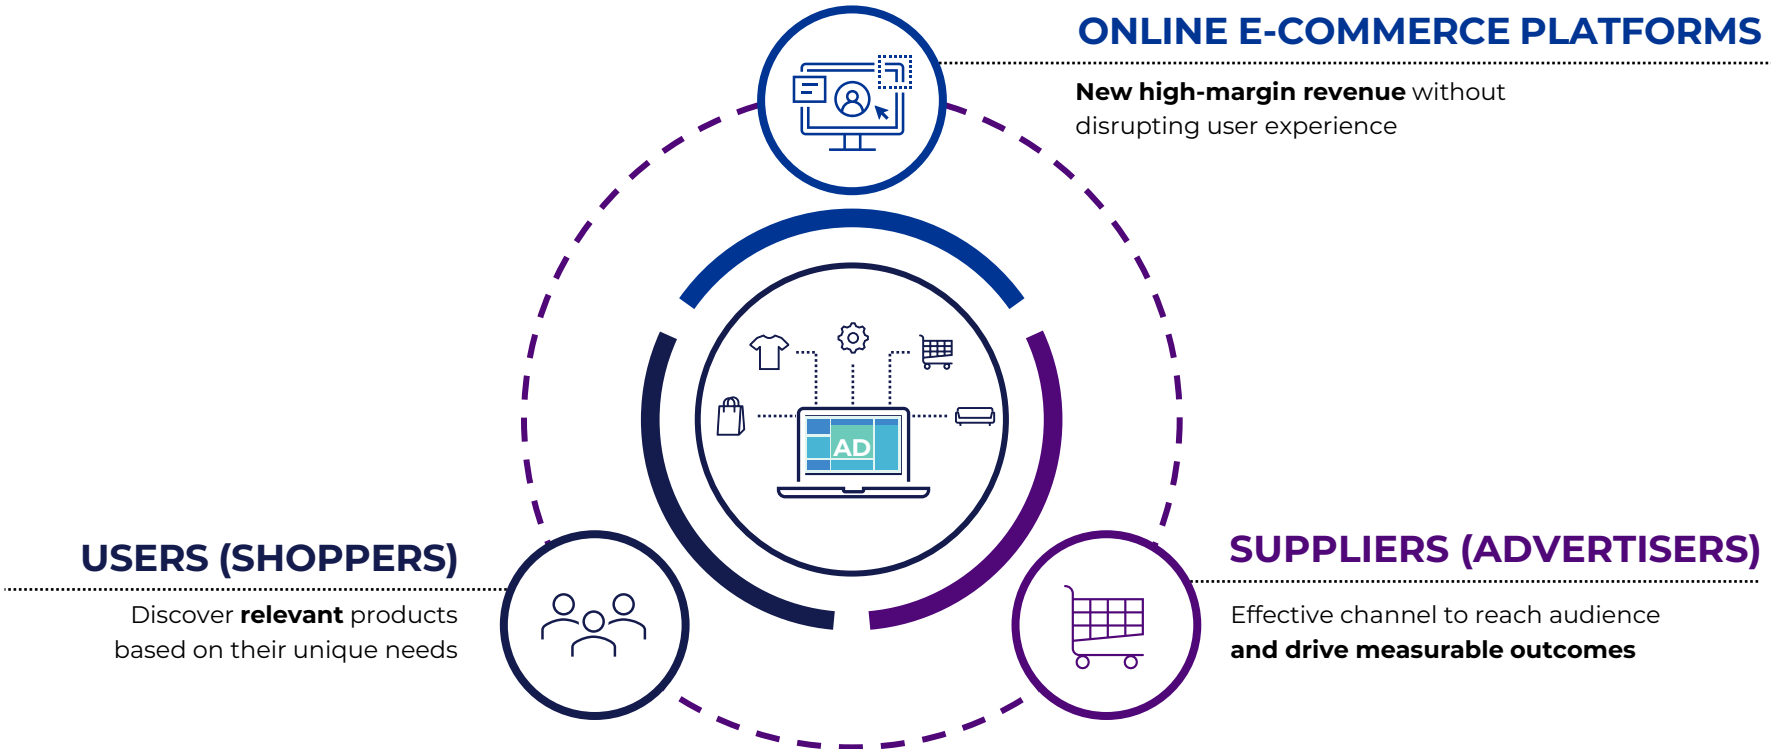 ONLINE E-COMMERCE PLATFORMS
New high-margin revenue without
disrupting user experience
AD
USERS (SHOPPERS)
Discover relevant products
based on their unique needs
SUPPLIERS (ADVERTISERS)
Effective channel to reach audience
and drive measurable outcomes